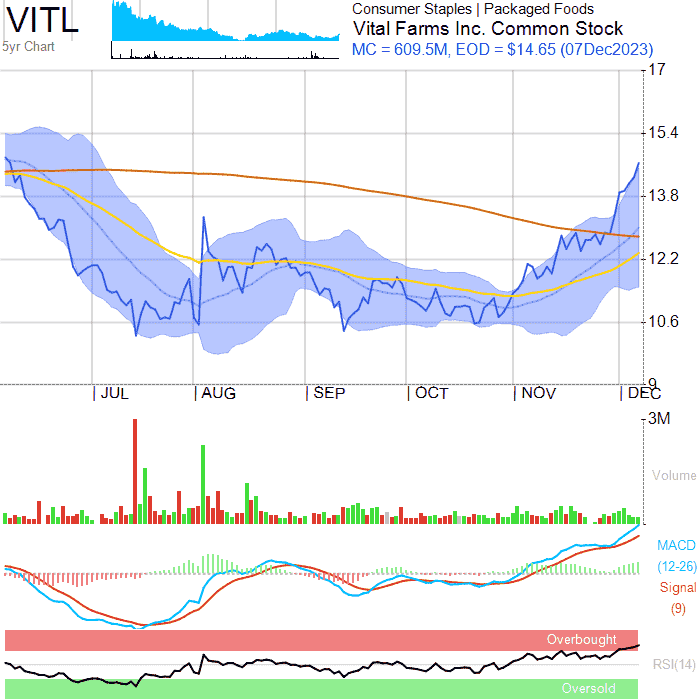 VITL
5yr Chart
Consumer Staples | Packaged Foods
Vital Farms Inc. Common Stock
MC = 609.5M, EOD = $14.65 (07Dec2023)
17
15.4
13.8
12.2
10.6
9
JUL AUG SEP OCT NOV DEC
3M
Volume
MACD
(12-26)
Signal
(9)
Overbought
RSI(14)
Oversold